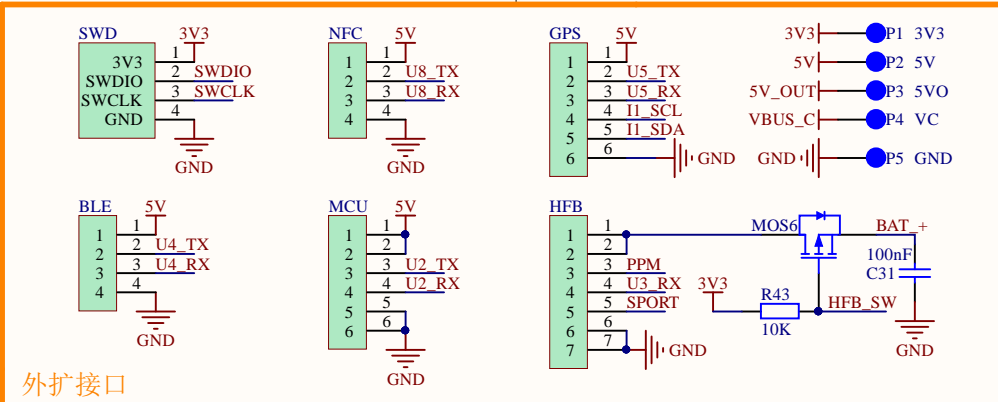 SWD
3V3
3V3 1
SWDIO 2 SWDIO
SWCLK 3 SWCLK
GND 4
GND
NFC
5V
1 1
2 2 U8_TX
3 3 U8_RX
4 4
GND
GPS
5V
1 1
2 2 U5_TX
3 3 U5_RX
4 4 I1_SCL
5 5 I1_SDA
6 6
GND
3V3 P1 3V3
5V P2 5V
5V_OUT P3 5VO
VBUS_C P4 VC
GND P5 GND
BLE
5V
1 1
2 2 U4_TX
3 3 U4_RX
4 4
GND
MCU
5V
1 1
2 2
3 3 U2_TX
4 4 U2_RX
5 5
6 6
GND
HFB
1 1
2 2
3 3 PPM
4 4 U3_RX
5 5 SPORT
6 6
7 7
GND
MOS6
BAT_+
100nF
C31
3V3
R43
HFB_SW
10K
GND
外扩接口